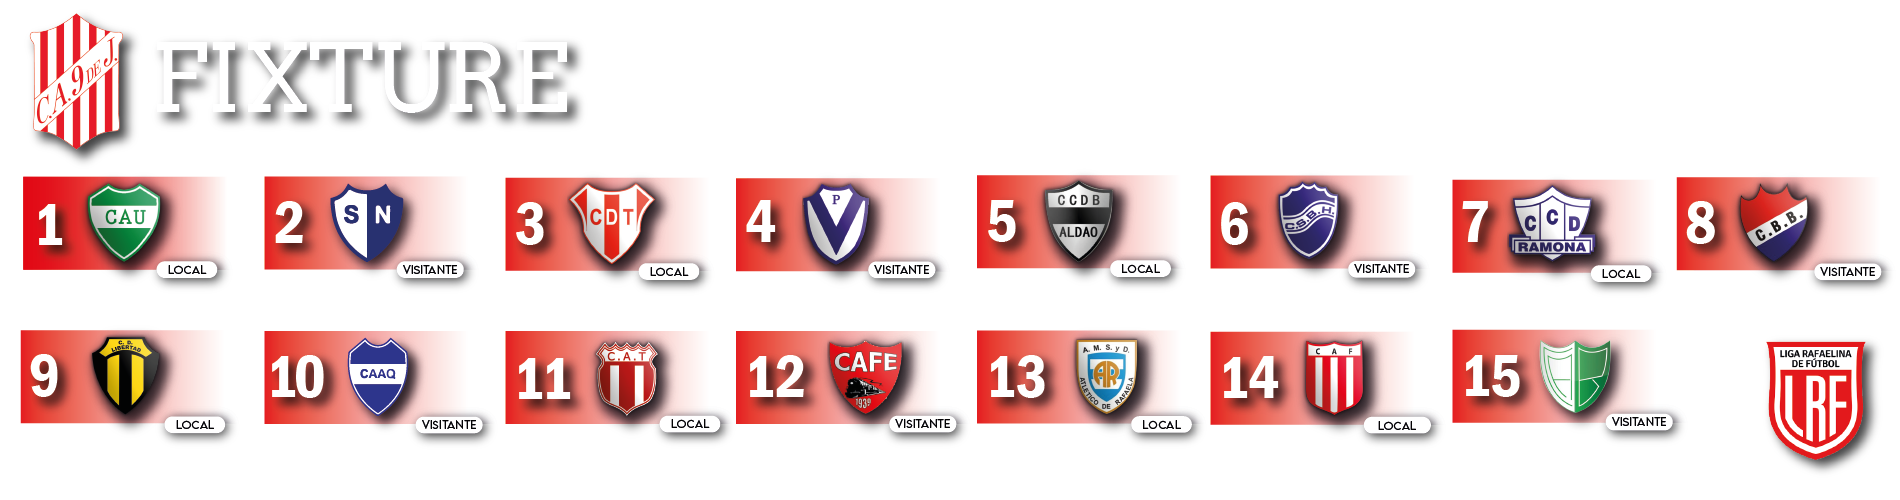 C.A. 9 DE J.
FIXTURE
1
CAU
LOCAL
2
S N
VISITANTE
3
CDT
LOCAL
4
P
V
VISITANTE
5
CCDB
ALDAO
LOCAL
6
C.S.B.H.
VISITANTE
7
CCD
RAMONA
LOCAL
8
C.B.B.
VISITANTE
9
C. D.
LIBERTAD
LOCAL
10
CAAQ
VISITANTE
11
C.A.T
LOCAL
12
CAFE
1939
VISITANTE
13
A. M. S. y D.
AR
ATLETICO DE RAFAELA
LOCAL
14
C A F
LOCAL
15
VISITANTE
LIGA RAFAELINA
DE FÚTBOL
LRF